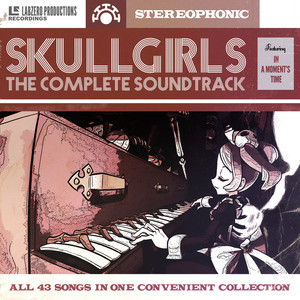 LABZERO PRODUCTIONS
RECORDINGS
STEREOPHONIC
SKULLGIRLS
THE COMPLETE SOUNDTRACK
Featuring
IN
A MOMENT'S
TIME
ALL 43 SONGS IN ONE CONVENIENT COLLECTION